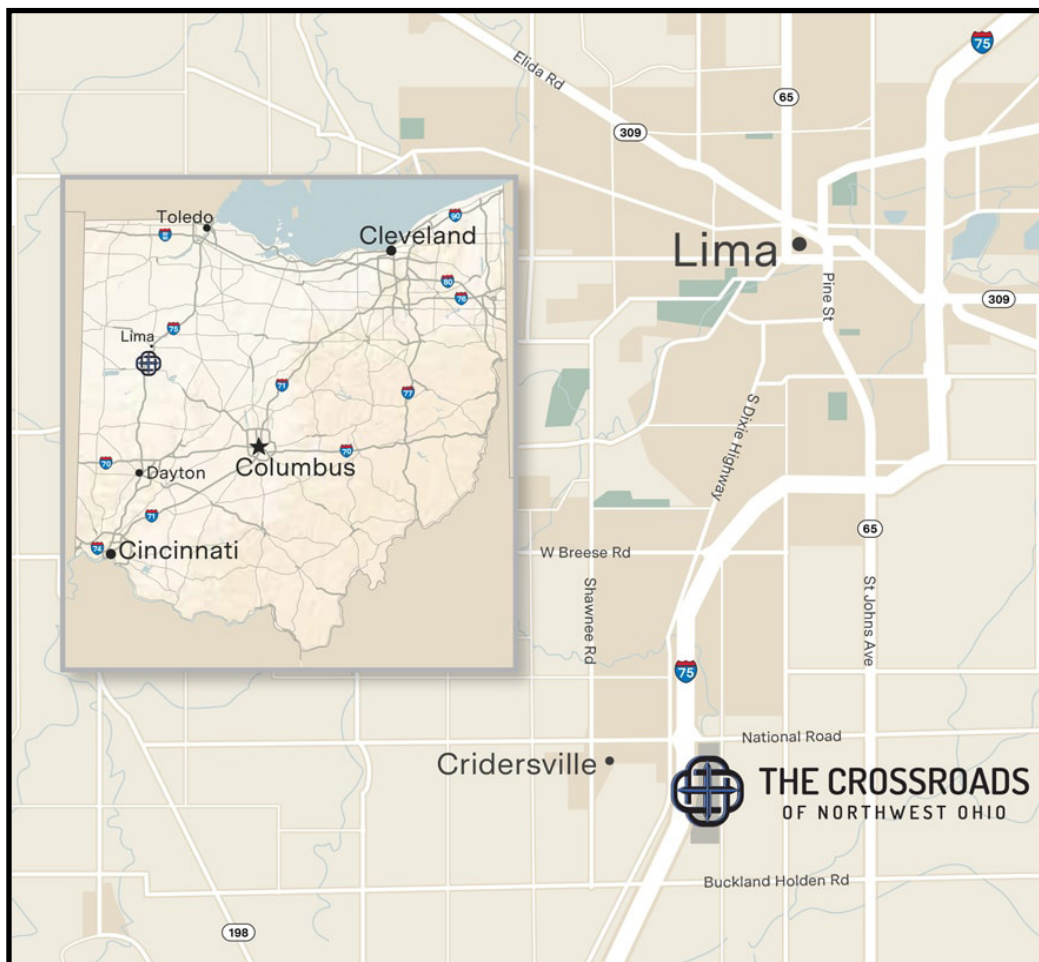 75
Elida Rd
65
309
Lima
Pine St
309
S Dixie Highway
65
W Breese Rd
Shawnee Rd
St Johns Ave
75
National Road
Cridersville
THE CROSSROADS
OF NORTHWEST OHIO
Buckland Holden Rd
198
Toledo
90
Cleveland
80
76
Lima
75
71
77
Columbus
70
70
Dayton
71
74
Cincinnati